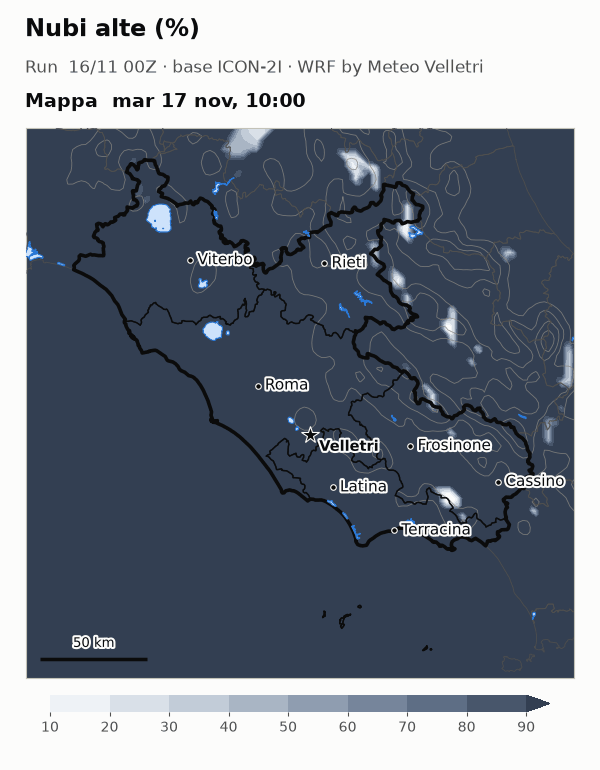 Nubi alte (%)
Run  16/11 00Z · base ICON-2I · WRF by Meteo Velletri
Mappa  mar 17 nov, 10:00
Viterbo
Rieti
Roma
Velletri
Frosinone
Latina
Cassino
Terracina
50 km
10 20 30 40 50 60 70 80 90